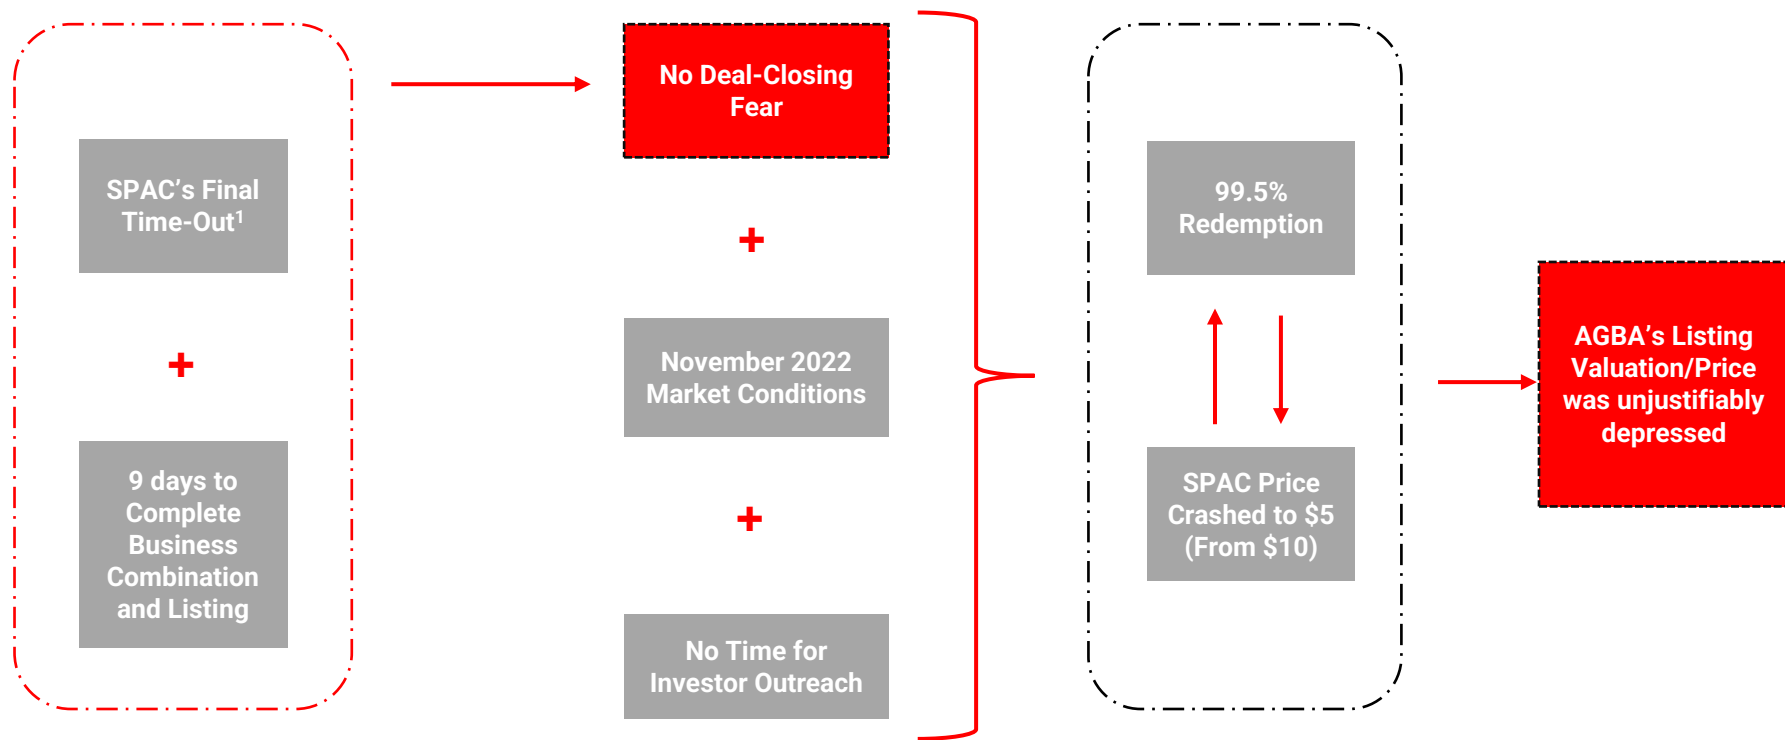 SPAC’s Final
Time-Out¹
+
9 days to
Complete
Business
Combination
and Listing
No Deal-Closing
Fear
+
November 2022
Market Conditions
+
No Time for
Investor Outreach
99.5%
Redemption
SPAC Price
Crashed to $5
(From $10)
AGBA’s Listing
Valuation/Price
was unjustifiably
depressed